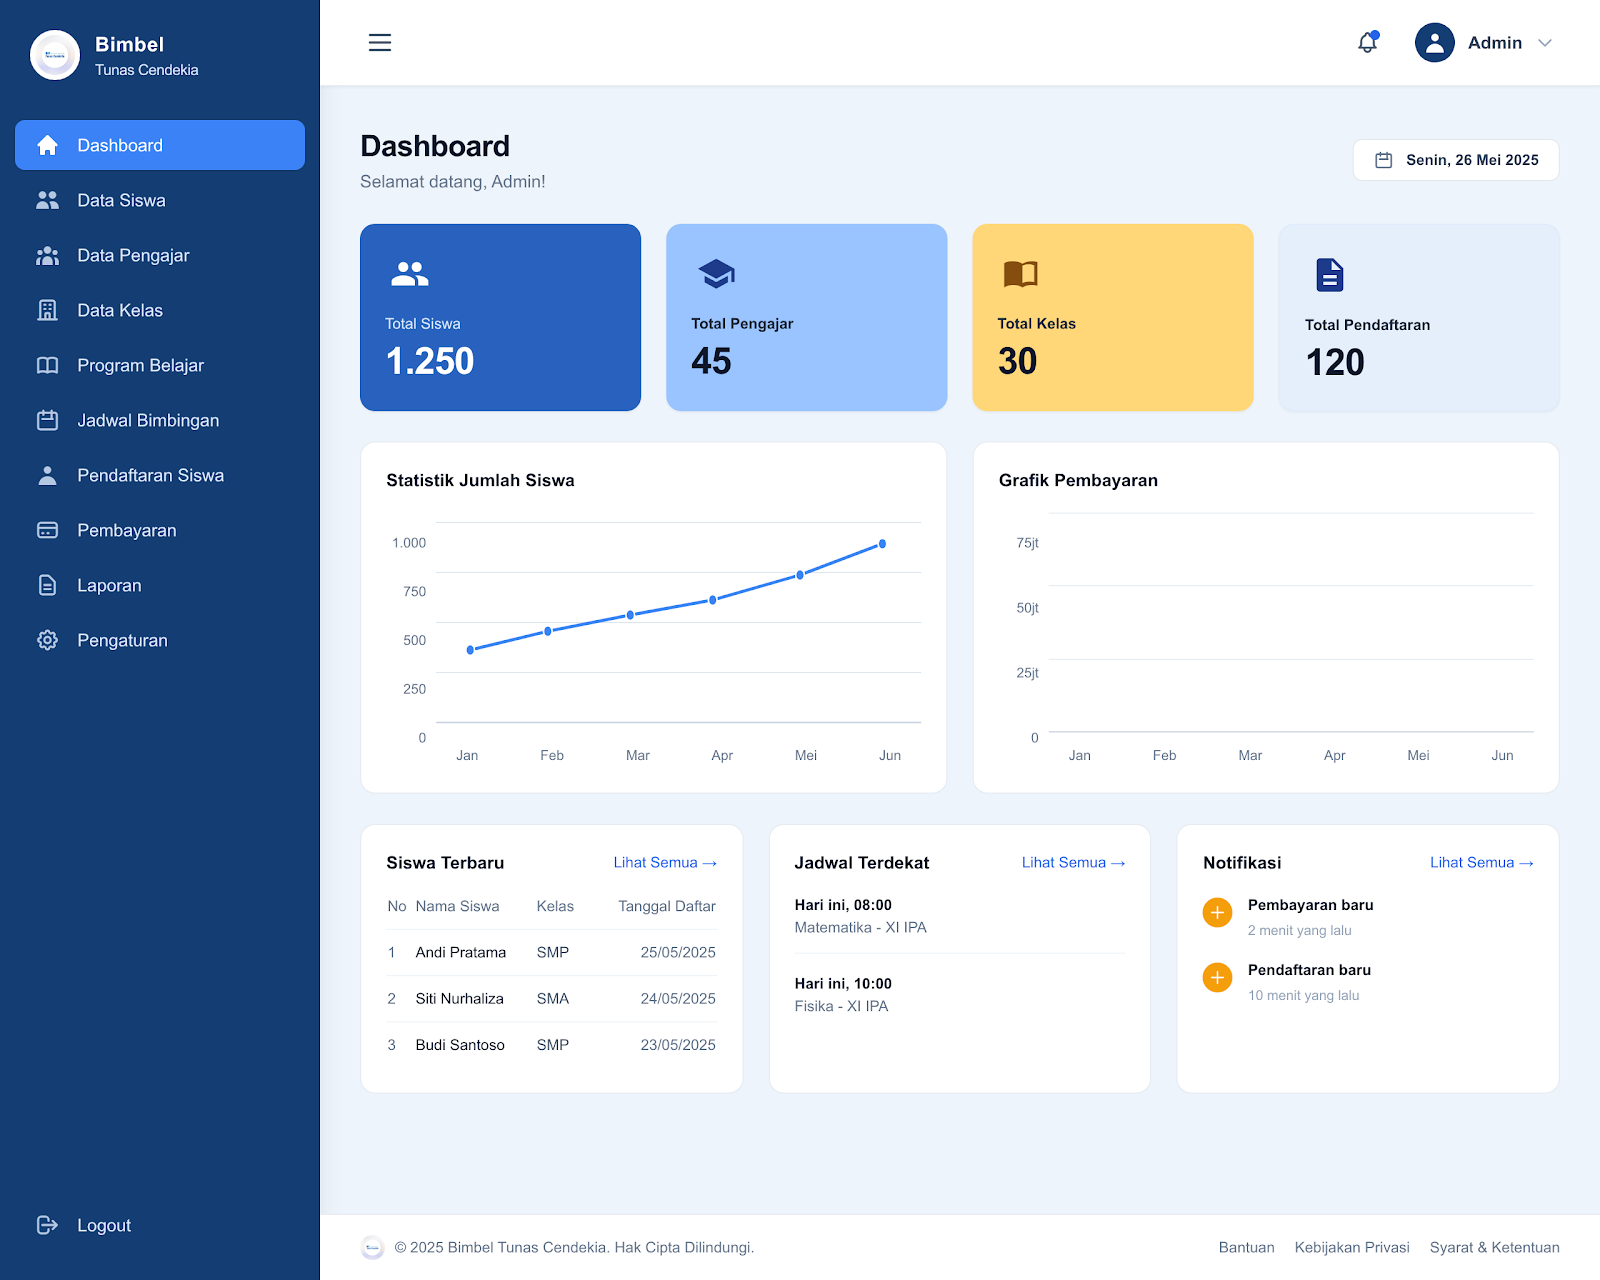 Bimbel
Tunas Cendekia
Dashboard
Data Siswa
Data Pengajar
Data Kelas
Program Belajar
Jadwal Bimbingan
Pendaftaran Siswa
Pembayaran
Laporan
Pengaturan
Logout
Admin
Dashboard
Selamat datang, Admin!
Senin, 26 Mei 2025
Total Siswa
1.250
Total Pengajar
45
Total Kelas
30
Total Pendaftaran
120
Statistik Jumlah Siswa
1.000
750
500
250
0
Jan Feb Mar Apr Mei Jun
Grafik Pembayaran
75jt
50jt
25jt
0
Jan Feb Mar Apr Mei Jun
Siswa Terbaru Lihat Semua →
No Nama Siswa Kelas Tanggal Daftar
1 Andi Pratama SMP 25/05/2025
2 Siti Nurhaliza SMA 24/05/2025
3 Budi Santoso SMP 23/05/2025
Jadwal Terdekat Lihat Semua →
Hari ini, 08:00
Matematika - XI IPA
Hari ini, 10:00
Fisika - XI IPA
Notifikasi Lihat Semua →
Pembayaran baru
2 menit yang lalu
Pendaftaran baru
10 menit yang lalu
© 2025 Bimbel Tunas Cendekia. Hak Cipta Dilindungi.
Bantuan Kebijakan Privasi Syarat & Ketentuan